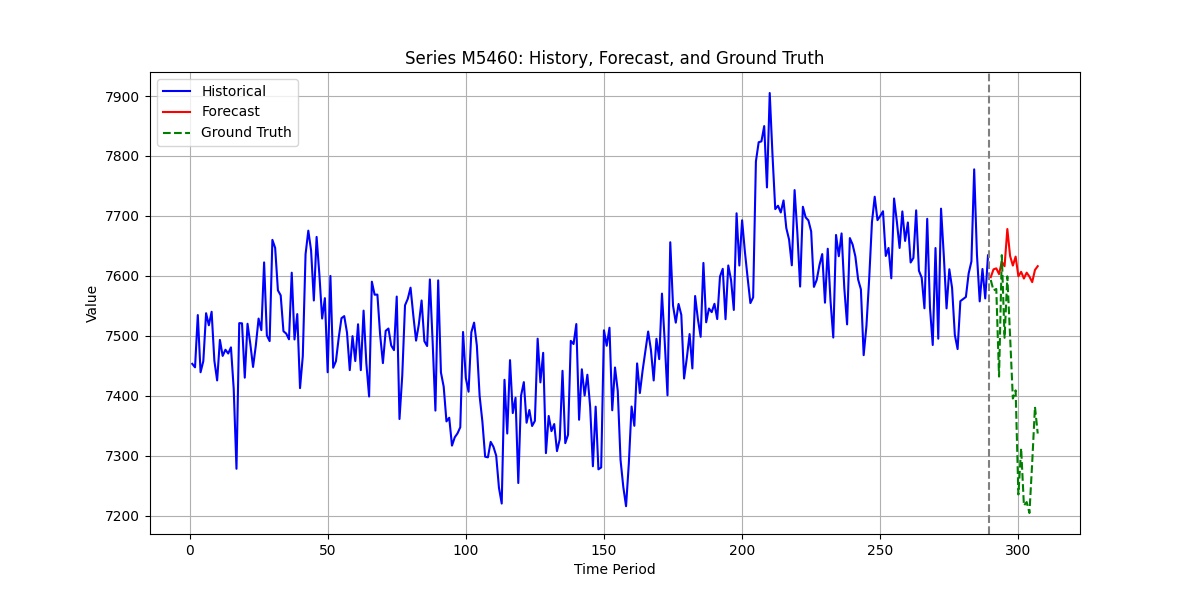 Series M5460: History, Forecast, and Ground Truth
Historical
Forecast
Ground Truth
7900
7800
7700
7600
7500
7400
7300
7200
Value
0 50 100 150 200 250 300
Time Period